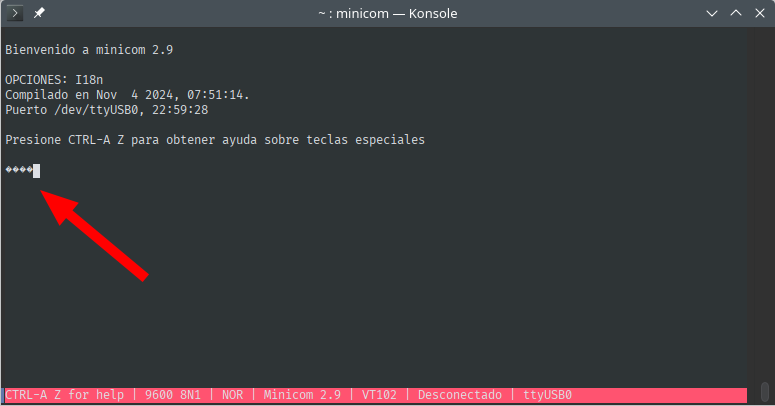 ~ : minicom — Konsole
Bienvenido a minicom 2.9
OPCIONES: I18n
Compilado en Nov  4 2024, 07:51:14.
Puerto /dev/ttyUSB0, 22:59:28
Presione CTRL-A Z para obtener ayuda sobre teclas especiales
����
CTRL-A Z for help | 9600 8N1 | NOR | Minicom 2.9 | VT102 | Desconectado | ttyUSB0